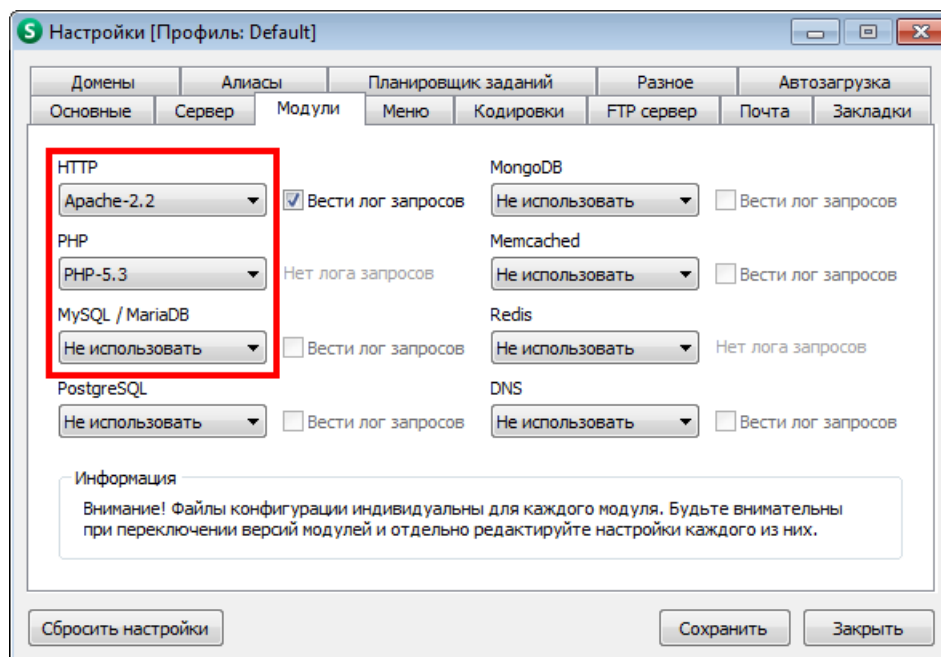 S Настройки [Профиль: Default]
Домены Алиасы Планировщик заданий Разное Автозагрузка
Основные Сервер Модули Меню Кодировки FTP сервер Почта Закладки
HTTP MongoDB
Apache-2.2 Вести лог запросов Не использовать Вести лог запросов
PHP Memcached
PHP-5.3 Нет лога запросов Не использовать Вести лог запросов
MySQL / MariaDB Redis
Не использовать Вести лог запросов Не использовать Нет лога запросов
PostgreSQL DNS
Не использовать Вести лог запросов Не использовать Вести лог запросов
Информация
Внимание! Файлы конфигурации индивидуальны для каждого модуля. Будьте внимательны
при переключении версий модулей и отдельно редактируйте настройки каждого из них.
Сбросить настройки Сохранить Закрыть